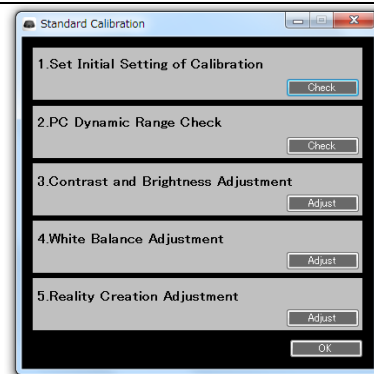 Standard Calibration
1.Set Initial Setting of Calibration
Check
2.PC Dynamic Range Check
Check
3.Contrast and Brightness Adjustment
Adjust
4.White Balance Adjustment
Adjust
5.Reality Creation Adjustment
Adjust
OK